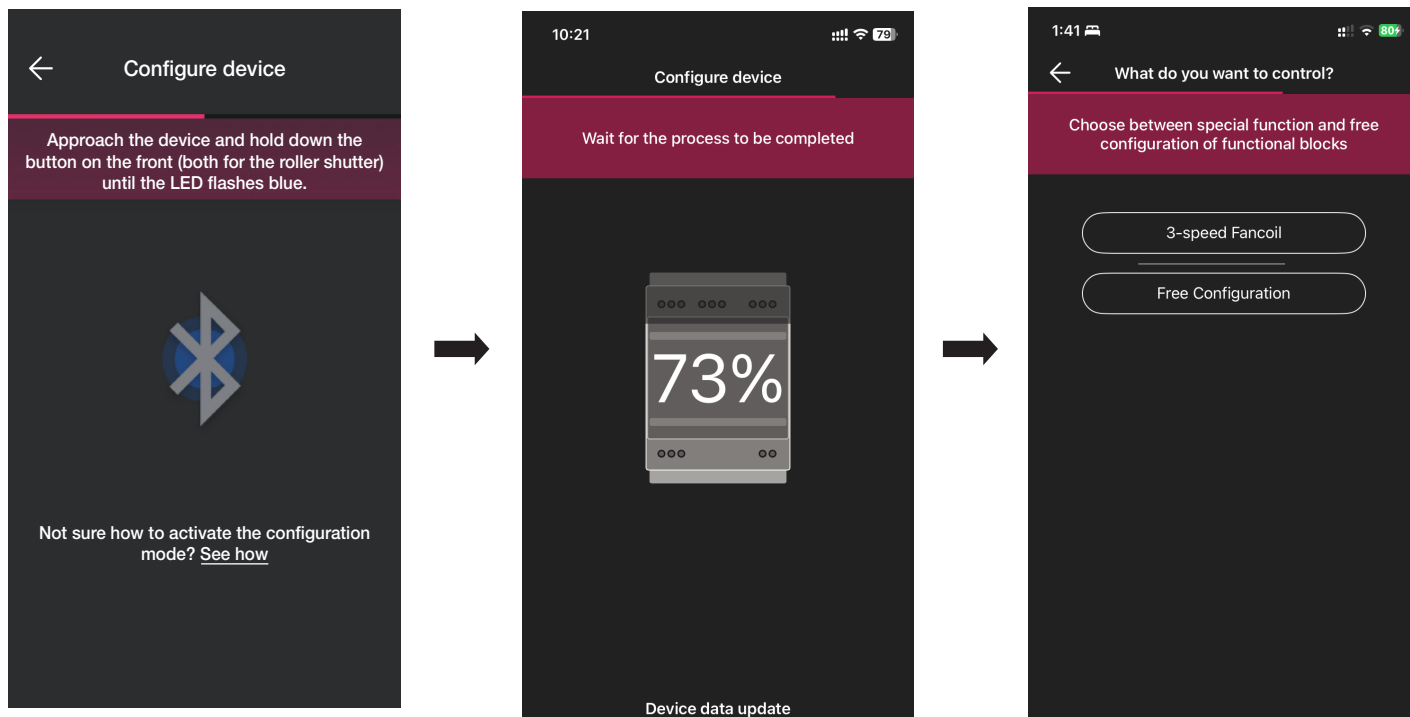 Configure device
Approach the device and hold down the
button on the front (both for the roller shutter)
until the LED flashes blue.
Not sure how to activate the configuration
mode? See how
10:21
79
Configure device
Wait for the process to be completed
73%
Device data update
1:41
80
What do you want to control?
Choose between special function and free
configuration of functional blocks
3-speed Fancoil
Free Configuration